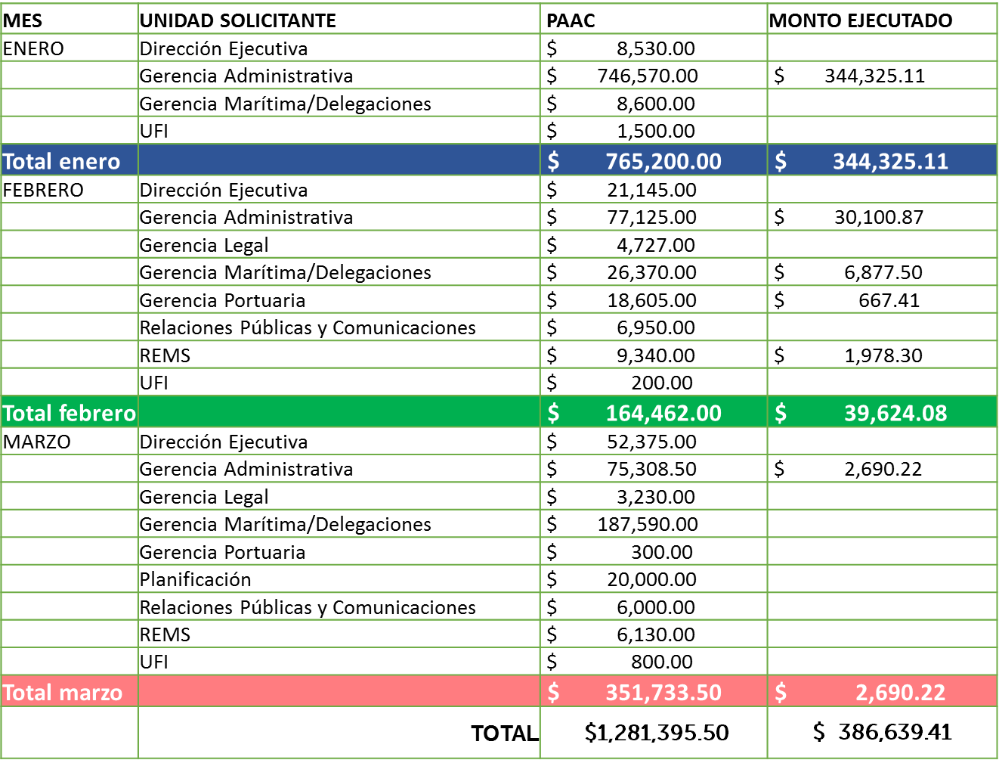 MES UNIDAD SOLICITANTE PAAC MONTO EJECUTADO
ENERO Dirección Ejecutiva $ 8,530.00
Gerencia Administrativa $ 746,570.00 $ 344,325.11
Gerencia Marítima/Delegaciones $ 8,600.00
UFI $ 1,500.00
Total enero $ 765,200.00 $ 344,325.11
FEBRERO Dirección Ejecutiva $ 21,145.00
Gerencia Administrativa $ 77,125.00 $ 30,100.87
Gerencia Legal $ 4,727.00
Gerencia Marítima/Delegaciones $ 26,370.00 $ 6,877.50
Gerencia Portuaria $ 18,605.00 $ 667.41
Relaciones Públicas y Comunicaciones $ 6,950.00
REMS $ 9,340.00 $ 1,978.30
UFI $ 200.00
Total febrero $ 164,462.00 $ 39,624.08
MARZO Dirección Ejecutiva $ 52,375.00
Gerencia Administrativa $ 75,308.50 $ 2,690.22
Gerencia Legal $ 3,230.00
Gerencia Marítima/Delegaciones $ 187,590.00
Gerencia Portuaria $ 300.00
Planificación $ 20,000.00
Relaciones Públicas y Comunicaciones $ 6,000.00
REMS $ 6,130.00
UFI $ 800.00
Total marzo $ 351,733.50 $ 2,690.22
TOTAL $1,281,395.50 $ 386,639.41